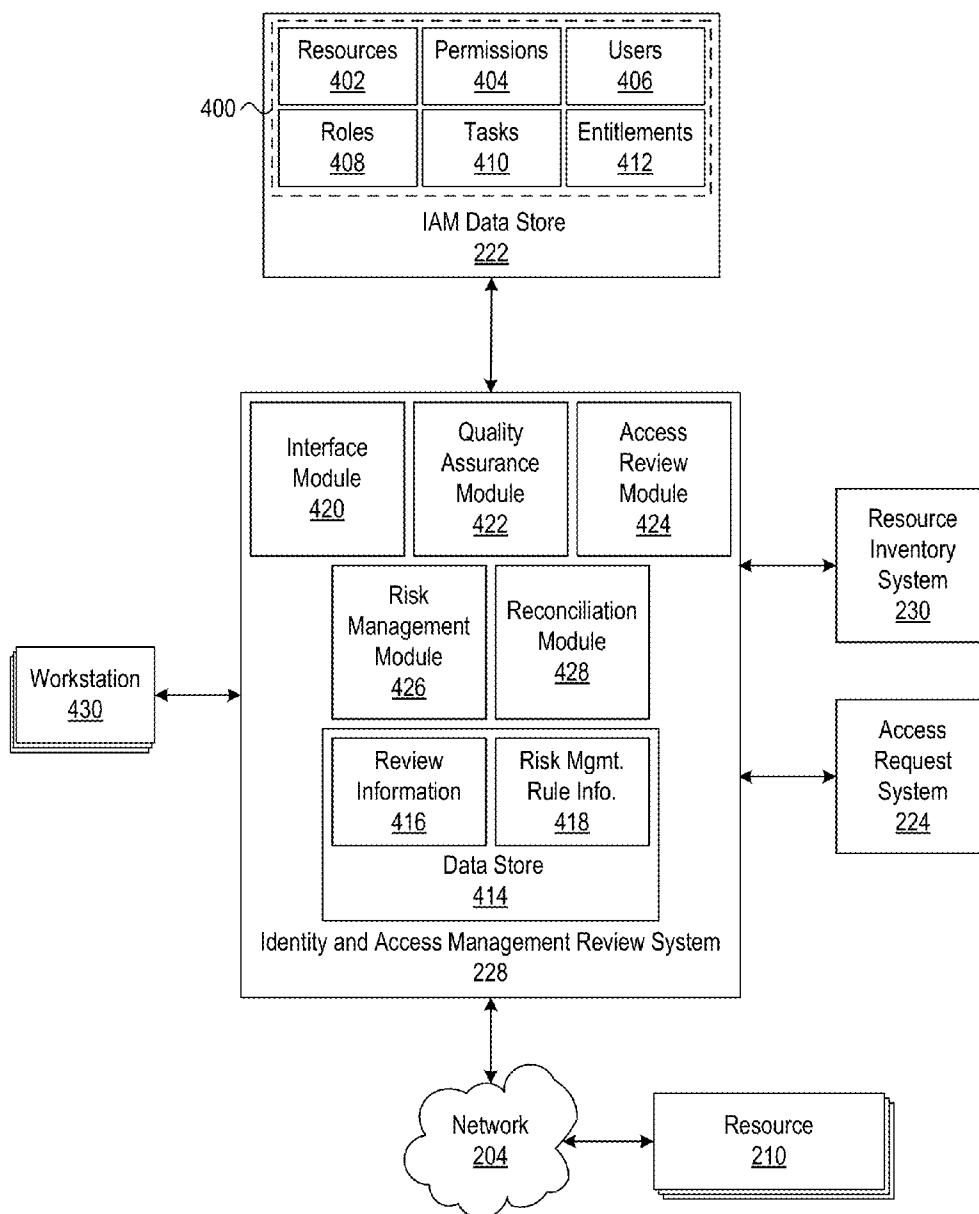 Resources
402
Permissions
404
Users
406
400
Roles
408
Tasks
410
Entitlements
412
IAM Data Store
222
Interface
Module
420
Quality
Assurance
Module
422
Access
Review
Module
424
Resource
Inventory
System
230
Risk
Management
Module
426
Reconciliation
Module
428
Workstation
430
Access
Request
System
224
Review
Information
416
Risk Mgmt.
Rule Info.
418
Data Store
414
Identity and Access Management Review System
228
Network
204
Resource
210